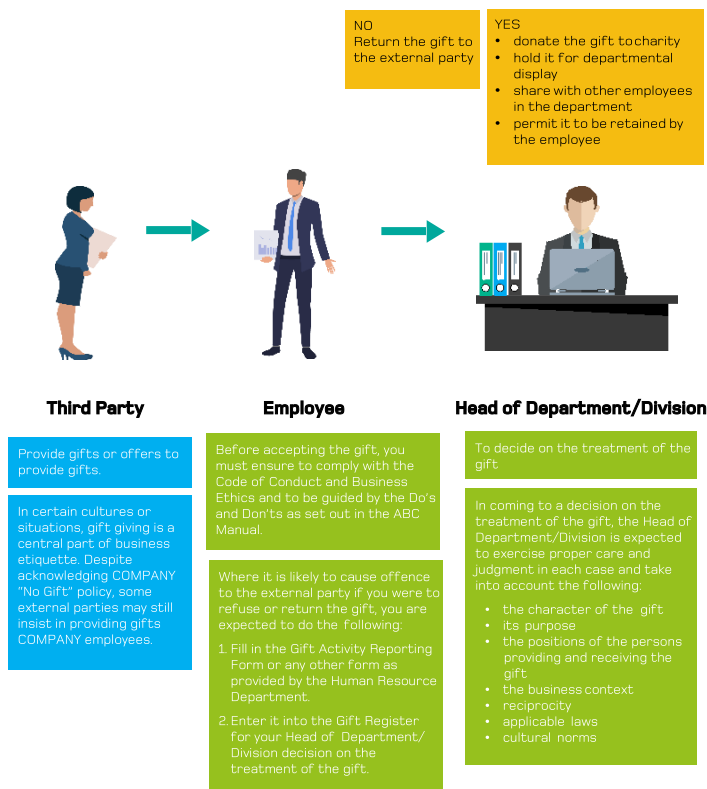 NO
Return the gift to
the external party
YES
• donate the gift to charity
• hold it for departmental
display
• share with other employees
in the department
• permit it to be retained by
the employee
Third Party
Employee
Head of Department/Division
Provide gifts or offers to
provide gifts.
In certain cultures or
situations, gift giving is a
central part of business
etiquette. Despite
acknowledging COMPANY
"No Gift" policy, some
external parties may still
insist in providing gifts
COMPANY employees.
Before accepting the gift, you
must ensure to comply with the
Code of Conduct and Business
Ethics and to be guided by the Do's
and Don'ts as set out in the ABC
Manual.
Where it is likely to cause offence
to the external party if you were to
refuse or return the gift, you are
expected to do the following:
1. Fill in the Gift Activity Reporting
Form or any other form as
provided by the Human Resource
Department.
2. Enter it into the Gift Register
for your Head of Department/
Division decision on the
treatment of the gift.
To decide on the treatment of the
gift
In coming to a decision on the
treatment of the gift, the Head of
Department/Division is expected
to exercise proper care and
judgment in each case and take
into account the following:
• the character of the gift
• its purpose
• the positions of the persons
providing and receiving the
gift
• the business context
• reciprocity
• applicable laws
• cultural norms